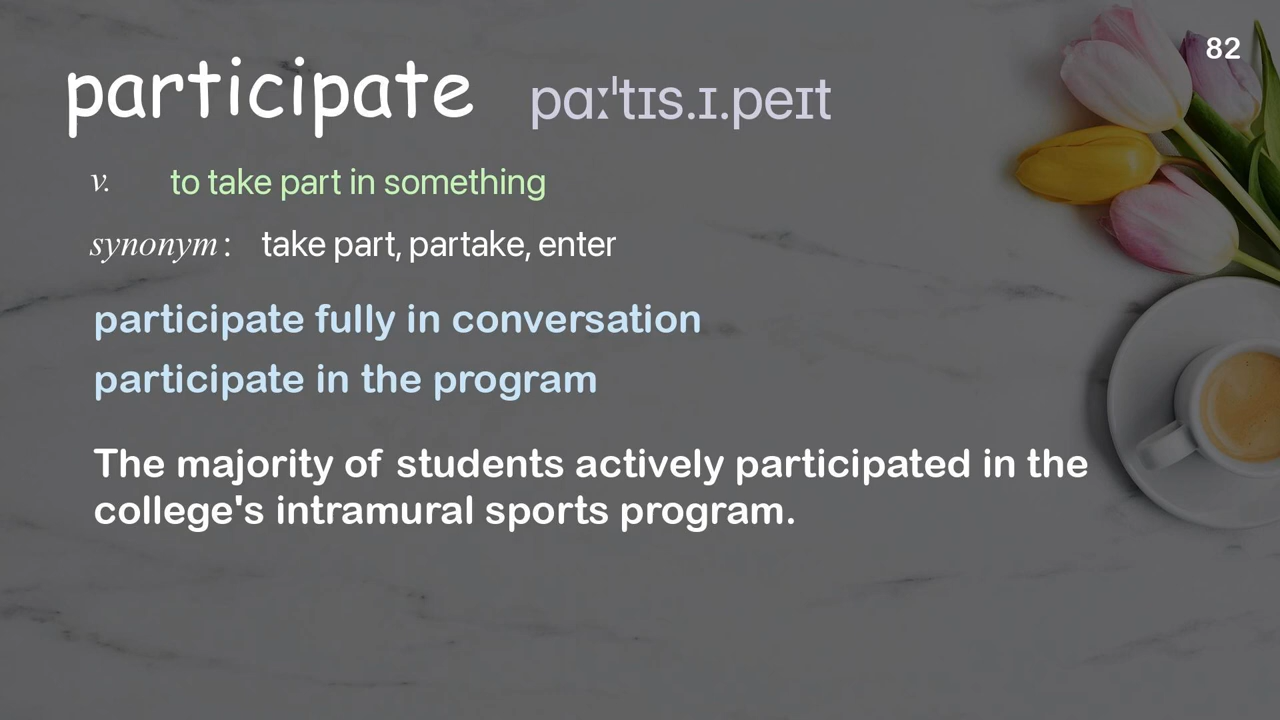 82
participate pɑːˈtɪs.ɪ.peɪt
v. to take part in something
synonym : take part, partake, enter
participate fully in conversation
participate in the program
The majority of students actively participated in the
college's intramural sports program.